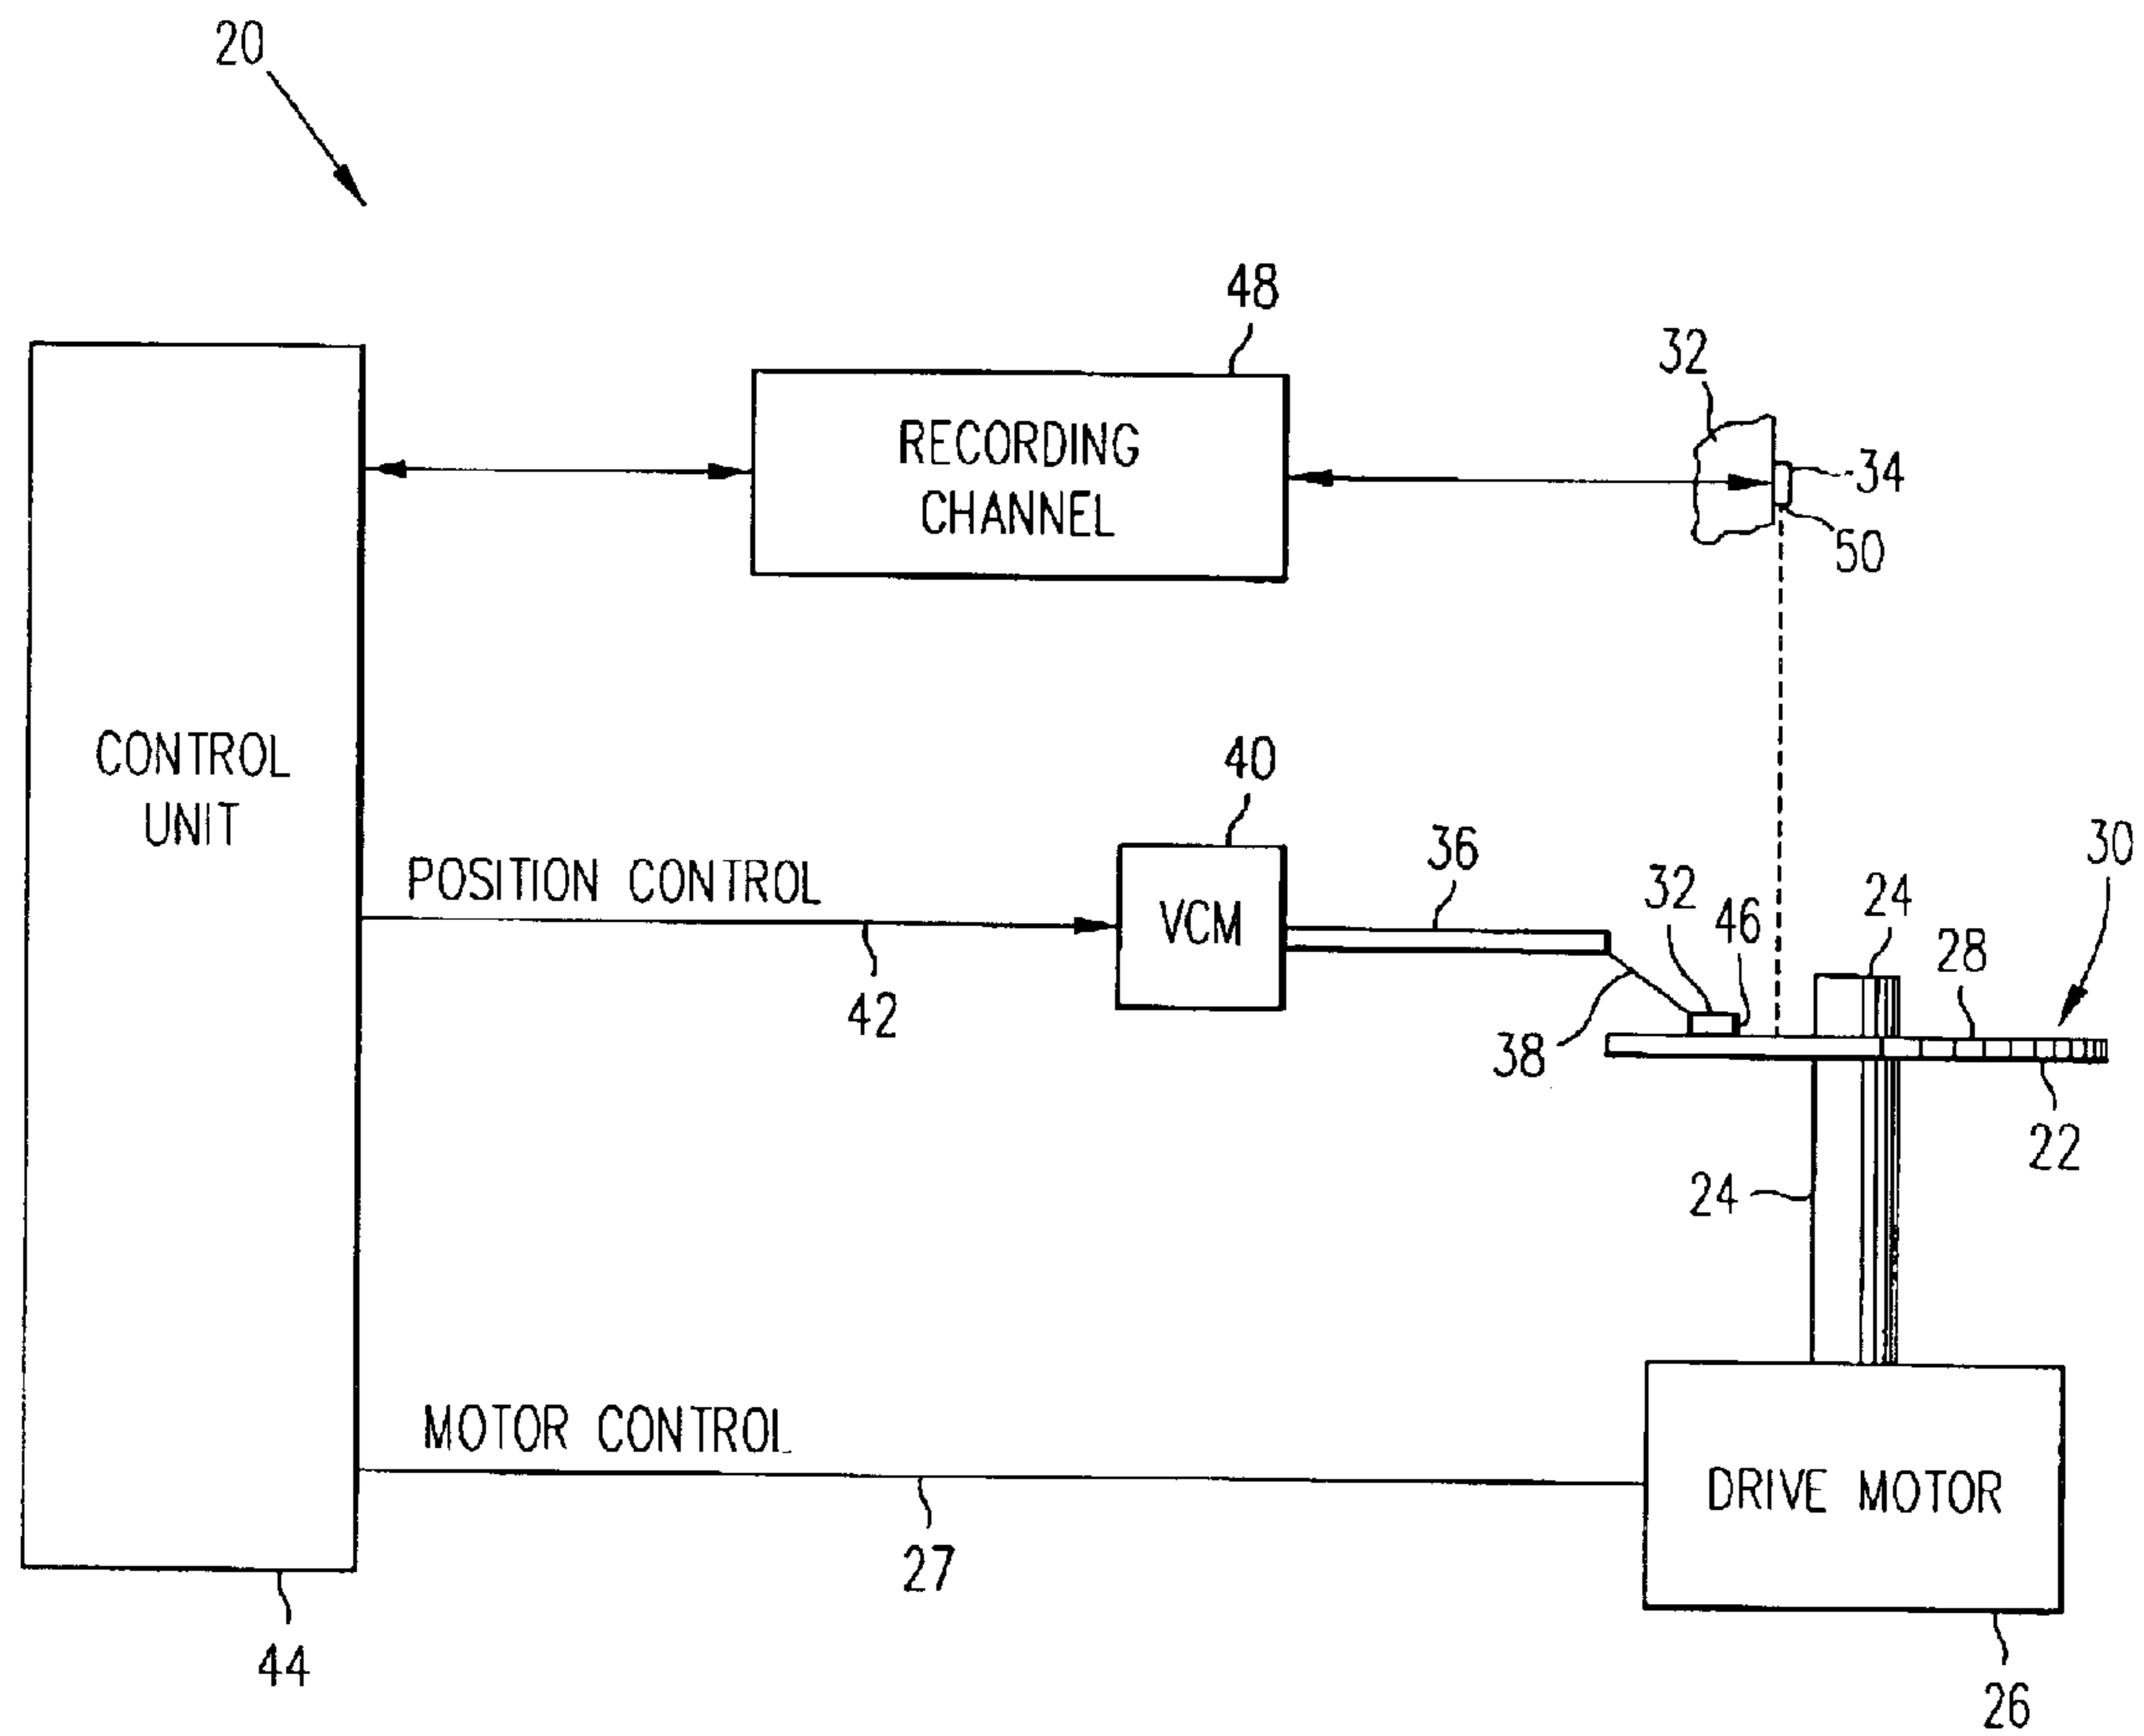 20
48
32
RECORDING
CHANNEL
34
50
CONTROL
UNIT
40
POSITION CONTROL
VCM
36
32
46
24
28
30
42
38
22
24
MOTOR CONTROL
DRIVE MOTOR
27
44
26